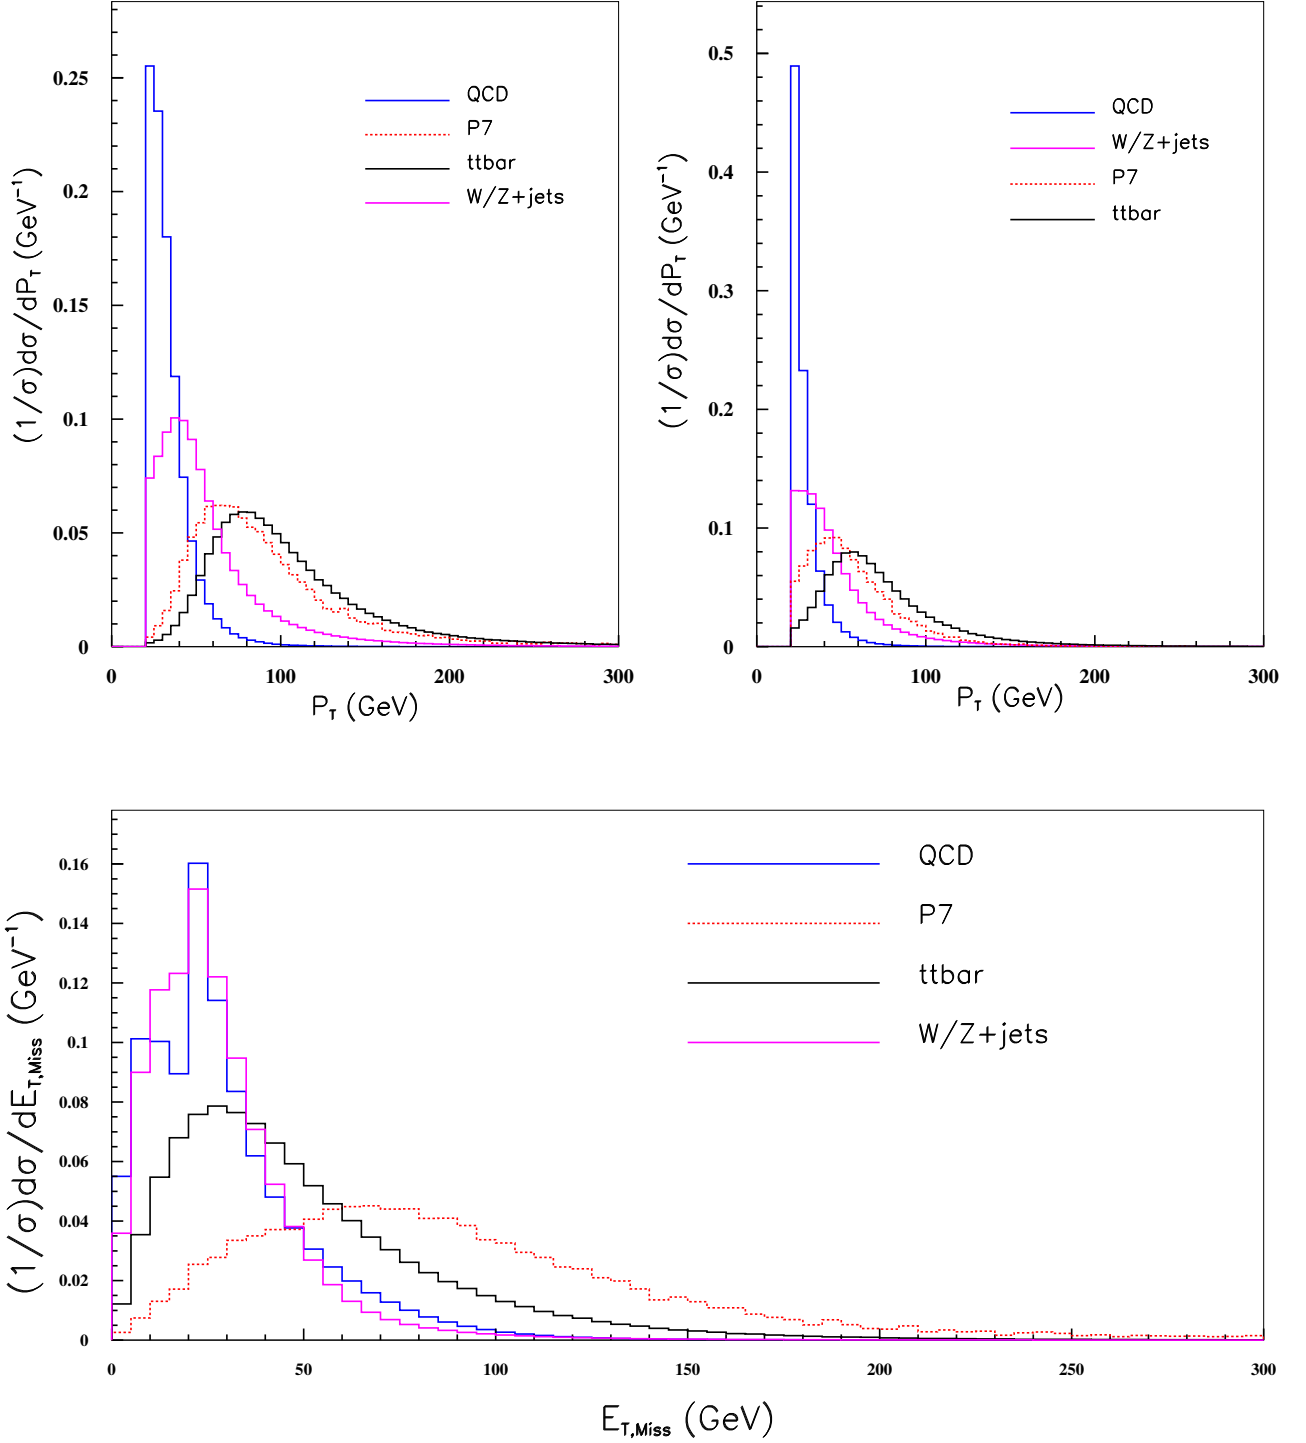 (1/σ)dσ/dP_T (GeV⁻¹)
0.25
0.2
0.15
0.1
0.05
0
QCD
P7
ttbar
W/Z+jets
0 100 200 300
P_T (GeV)
(1/σ)dσ/dP_T (GeV⁻¹)
0.5
0.4
0.3
0.2
0.1
0
QCD
W/Z+jets
P7
ttbar
0 100 200 300
P_T (GeV)
(1/σ)dσ/dE_T,Miss (GeV⁻¹)
0.16
0.14
0.12
0.1
0.08
0.06
0.04
0.02
0
QCD
P7
ttbar
W/Z+jets
0 50 100 150 200 250 300
E_T,Miss (GeV)